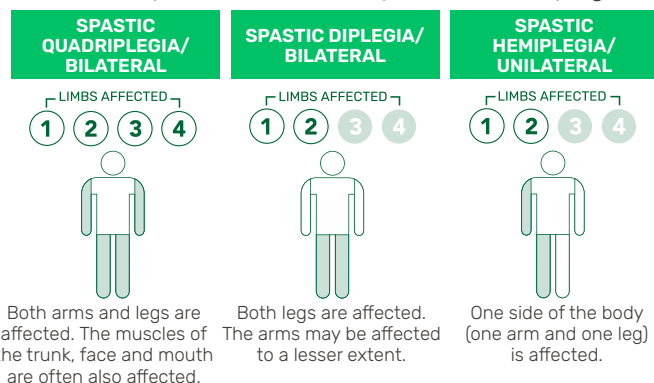 SPASTIC
QUADRIPLEGIA/
BILATERAL
LIMBS AFFECTED
1 2 3 4
Both arms and legs are
affected. The muscles of
the trunk, face and mouth
are often also affected.
SPASTIC DIPLEGIA/
BILATERAL
LIMBS AFFECTED
1 2 3 4
Both legs are affected.
The arms may be affected
to a lesser extent.
SPASTIC
HEMIPLEGIA/
UNILATERAL
LIMBS AFFECTED
1 2 3 4
One side of the body
(one arm and one leg)
is affected.